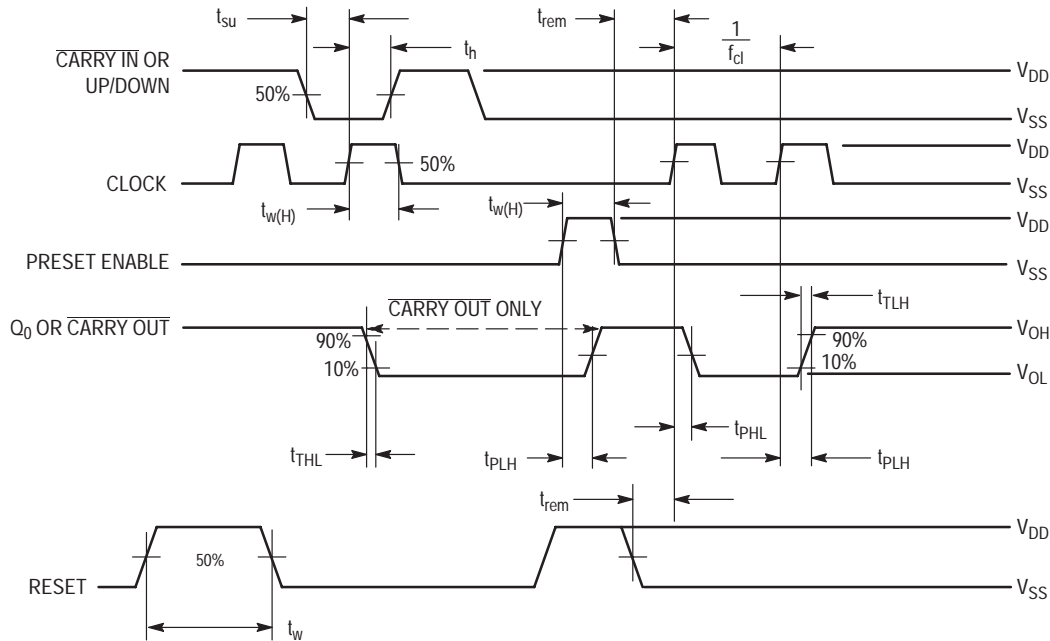 t_su
t_rem
1
f_cl
t_h
CARRY IN OR
UP/DOWN
50%
V_DD
V_SS
CLOCK
50%
V_DD
V_SS
t_w(H)
t_w(H)
PRESET ENABLE
V_DD
V_SS
t_TLH
CARRY OUT ONLY
Q_0 OR CARRY OUT
90%
10%
90%
10%
V_OH
V_OL
t_THL
t_PLH
t_PHL
t_PLH
t_rem
RESET
50%
V_DD
V_SS
t_w